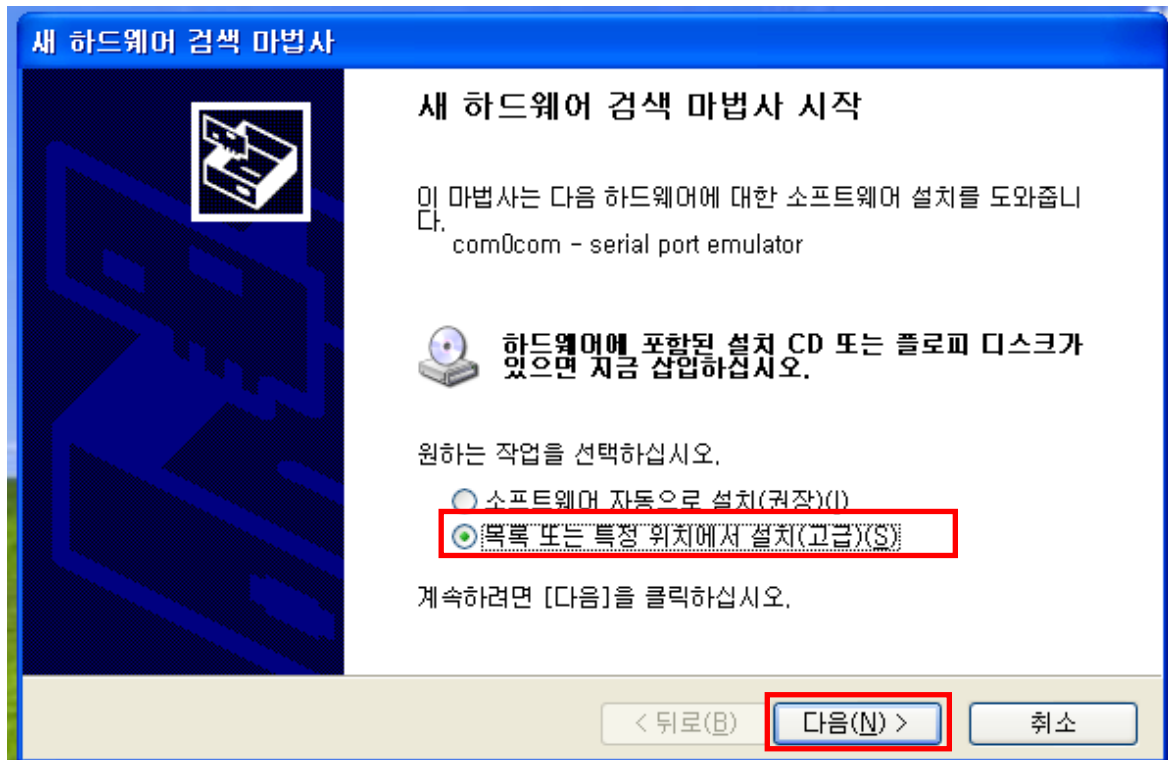 새 하드웨어 검색 마법사
새 하드웨어 검색 마법사 시작
이 마법사는 다음 하드웨어에 대한 소프트웨어 설치를 도와줍니
다.
com0com - serial port emulator
하드웨어에 포함된 설치 CD 또는 플로피 디스크가
있으면 지금 삽입하십시오.
원하는 작업을 선택하십시오.
소프트웨어 자동으로 설치(권장)(I)
목록 또는 특정 위치에서 설치(고급)(S)
계속하려면 [다음]을 클릭하십시오.
< 뒤로(B) 다음(N) > 취소